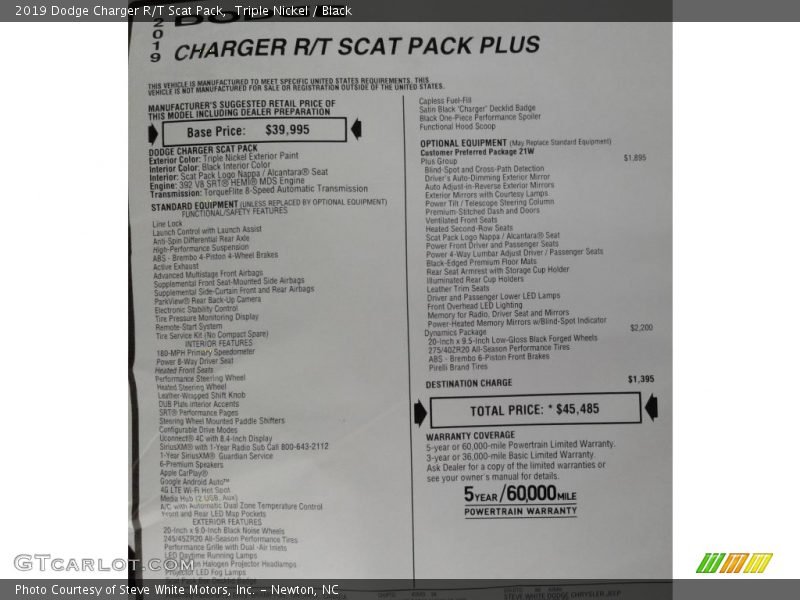 2019 Dodge Charger R/T Scat Pack, Triple Nickel / Black
2019
DODGE
CHARGER R/T SCAT PACK PLUS
THIS VEHICLE IS MANUFACTURED TO MEET SPECIFIC UNITED STATES REQUIREMENTS. THIS
VEHICLE IS NOT MANUFACTURED FOR SALE OR REGISTRATION OUTSIDE OF THE UNITED STATES.
MANUFACTURER'S SUGGESTED RETAIL PRICE OF
THIS MODEL INCLUDING DEALER PREPARATION
Base Price: $39,995
DODGE CHARGER SCAT PACK
Exterior Color: Triple Nickel Exterior Paint
Interior Color: Black Interior Color
Interior: Scat Pack Logo Nappa / Alcantara® Seat
Engine: 392 V8 SRT® HEMI® MDS Engine
Transmission: TorqueFlite 8-Speed Automatic Transmission
STANDARD EQUIPMENT (UNLESS REPLACED BY OPTIONAL EQUIPMENT)
FUNCTIONAL/SAFETY FEATURES
Line Lock
Launch Control with Launch Assist
Anti-Spin Differential Rear Axle
High-Performance Suspension
ABS - Brembo 4-Piston 4-Wheel Brakes
Active Exhaust
Advanced Multistage Front Airbags
Supplemental Front Seat-Mounted Side Airbags
Supplemental Side-Curtain Front and Rear Airbags
ParkView® Rear Back-Up Camera
Electronic Stability Control
Tire Pressure Monitoring Display
Remote-Start System
Tire Service Kit (No Compact Spare)
INTERIOR FEATURES
180-MPH Primary Speedometer
Power 8-Way Driver Seat
Heated Front Seats
Performance Steering Wheel
Heated Steering Wheel
Leather-Wrapped Shift Knob
DUB Plate Interior Accents
SRT® Performance Pages
Steering Wheel Mounted Paddle Shifters
Configurable Drive Modes
Uconnect® 4C with 8.4-Inch Display
SiriusXM® with 1-Year Radio Sub Call 800-643-2112
1-Year SiriusXM® Guardian Service
6-Premium Speakers
Apple CarPlay®
Google Android Auto™
4G LTE Wi-Fi Hot Spot
Media Hub (2 USB, Aux)
A/C with Automatic Dual Zone Temperature Control
Front and Rear LED Map Pockets
EXTERIOR FEATURES
20-Inch x 9.0-Inch Black Noise Wheels
245/45ZR20 All-Season Performance Tires
Performance Grille with Dual -Air Inlets
LED Daytime Running Lamps
Halogen Projector Headlamps
Projector LED Fog Lamps
Capless Fuel-Fill
Satin Black "Charger" Decklid Badge
Black One-Piece Performance Spoiler
Functional Hood Scoop
OPTIONAL EQUIPMENT (May Replace Standard Equipment)
Customer Preferred Package 21W
Plus Group $1,895
Blind-Spot and Cross-Path Detection
Driver's Auto-Dimming Exterior Mirror
Auto Adjust-in-Reverse Exterior Mirrors
Exterior Mirrors with Courtesy Lamps
Power Tilt / Telescope Steering Column
Premium-Stitched Dash and Doors
Ventilated Front Seats
Heated Second-Row Seats
Scat Pack Logo Nappa / Alcantara® Seat
Power Front Driver and Passenger Seats
Power 4-Way Lumbar Adjust Driver / Passenger Seats
Black-Edged Premium Floor Mats
Rear Seat Armrest with Storage Cup Holder
Illuminated Rear Cup Holders
Leather Trim Seats
Driver and Passenger Lower LED Lamps
Front Overhead LED Lighting
Memory for Radio, Driver Seat and Mirrors
Power-Heated Memory Mirrors w/Blind-Spot Indicator
Dynamics Package $2,200
20-Inch x 9.5-Inch Low-Gloss Black Forged Wheels
275/40ZR20 All-Season Performance Tires
ABS - Brembo 6-Piston Front Brakes
Pirelli Brand Tires
DESTINATION CHARGE $1,395
TOTAL PRICE: * $45,485
WARRANTY COVERAGE
5-year or 60,000-mile Powertrain Limited Warranty.
3-year or 36,000-mile Basic Limited Warranty.
Ask Dealer for a copy of the limited warranties or
see your owner's manual for details.
5 YEAR / 60,000 MILE
POWERTRAIN WARRANTY
STEVE WHITE DODGE CHRYSLER JEEP
GTcarlot.com
Photo Courtesy of Steve White Motors, Inc. - Newton, NC